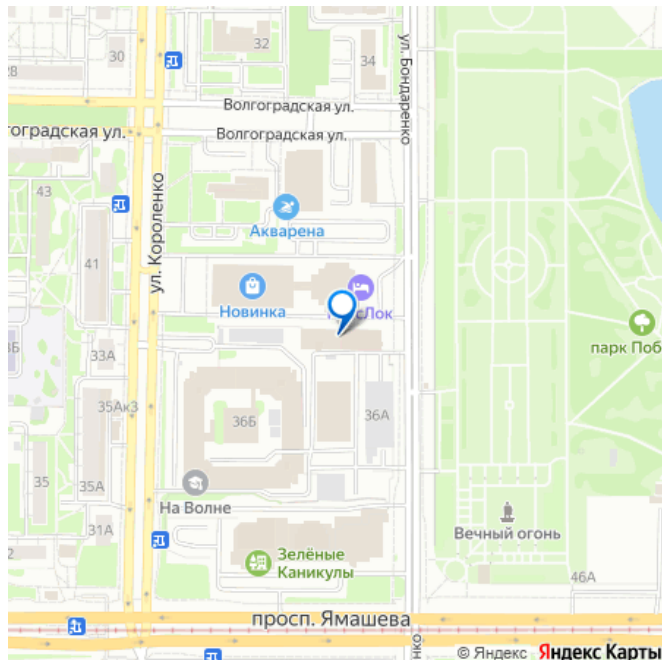 30
32
34
28
ул. Бондаренко
Волгоградская ул.
гоградская ул.
Волгоградская ул.
43
ул. Короленко
Акварена
41
Новинка
парк Поб
33А
35Ак3
36Б
36А
35
35А
На Волне
31А
Вечный огонь
Зелёные
Каникулы
46А
просп. Ямашева
нко
© Яндекс Яндекс Карты